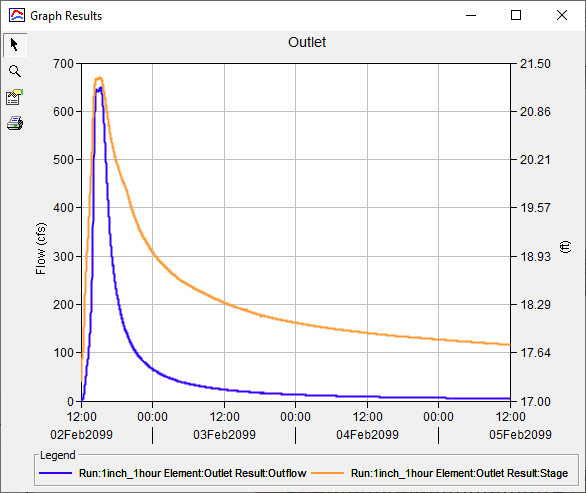 Graph Results
Outlet
700
600
500
400
300
200
100
0
Flow (cfs)
21.50
20.86
20.21
19.57
18.93
18.29
17.64
17.00
(ft)
12:00 00:00 12:00 00:00 12:00 00:00 12:00
02Feb2099 03Feb2099 04Feb2099 05Feb2099
Legend
Run:1inch_1hour Element:Outlet Result:Outflow Run:1inch_1hour Element:Outlet Result:Stage